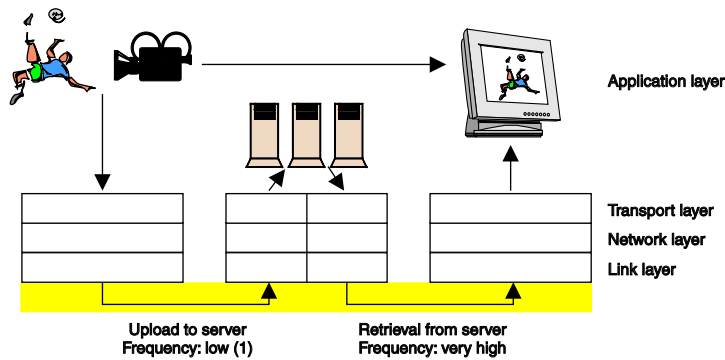 Application layer
Transport layer
Network layer
Link layer
Upload to server
Frequency: low (1)
Retrieval from server
Frequency: very high